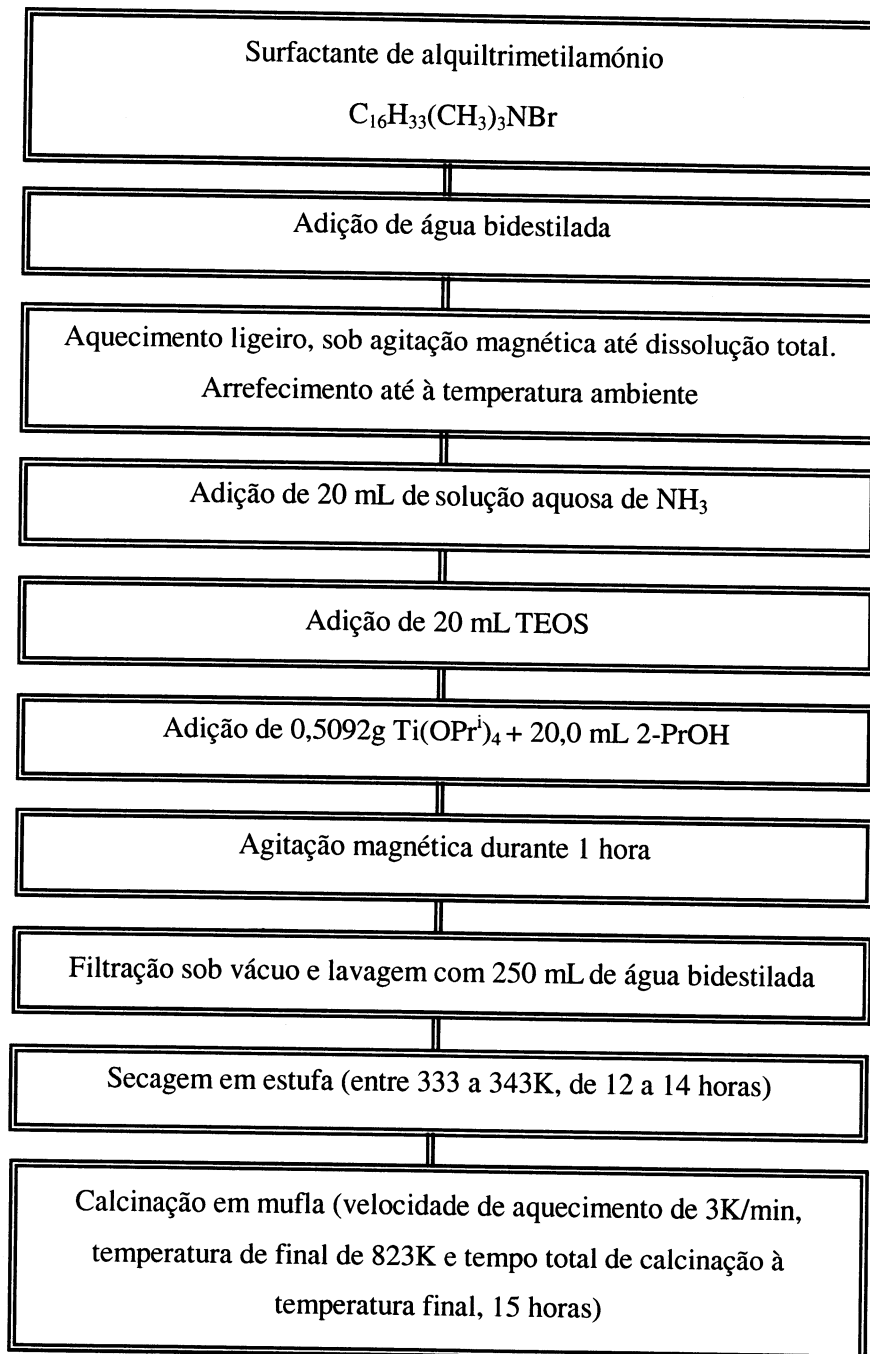 Surfactante de alquiltrimetilamónio
C₁₆H₃₃(CH₃)₃NBr
Adição de água bidestilada
Aquecimento ligeiro, sob agitação magnética até dissolução total.
Arrefecimento até à temperatura ambiente
Adição de 20 mL de solução aquosa de NH₃
Adição de 20 mL TEOS
Adição de 0,5092g Ti(OPrⁱ)₄ + 20,0 mL 2-PrOH
Agitação magnética durante 1 hora
Filtração sob vácuo e lavagem com 250 mL de água bidestilada
Secagem em estufa (entre 333 a 343K, de 12 a 14 horas)
Calcinação em mufla (velocidade de aquecimento de 3K/min,
temperatura de final de 823K e tempo total de calcinação à
temperatura final, 15 horas)